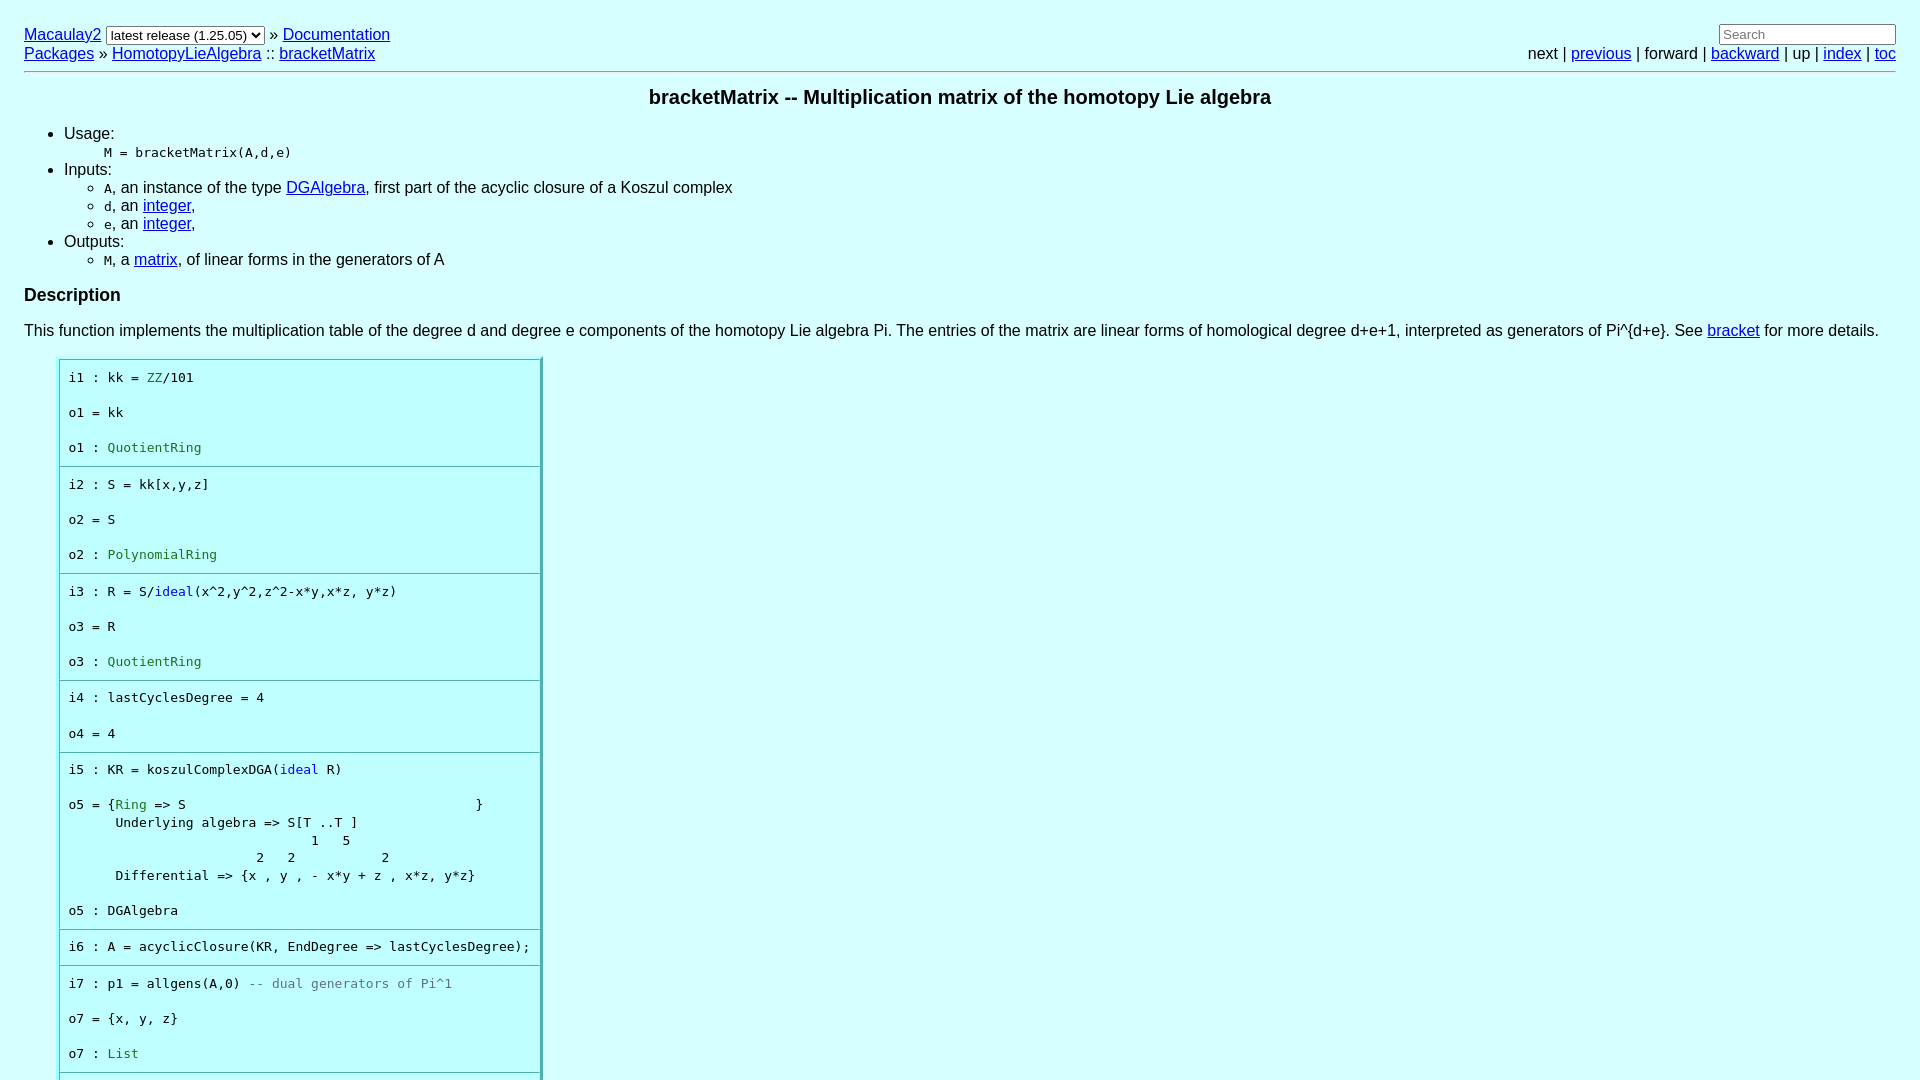 Macaulay2 latest release (1.25.05) » Documentation
Search
Packages » HomotopyLieAlgebra :: bracketMatrix
next | previous | forward | backward | up | index | toc
bracketMatrix -- Multiplication matrix of the homotopy Lie algebra
Usage:
M = bracketMatrix(A,d,e)
Inputs:
A, an instance of the type DGAlgebra, first part of the acyclic closure of a Koszul complex
d, an integer,
e, an integer,
Outputs:
M, a matrix, of linear forms in the generators of A
Description
This function implements the multiplication table of the degree d and degree e components of the homotopy Lie algebra Pi. The entries of the matrix are linear forms of homological degree d+e+1, interpreted as generators of Pi^{d+e}. See bracket for more details.
i1 : kk = ZZ/101
o1 = kk
o1 : QuotientRing
i2 : S = kk[x,y,z]
o2 = S
o2 : PolynomialRing
i3 : R = S/ideal(x^2,y^2,z^2-x*y,x*z, y*z)
o3 = R
o3 : QuotientRing
i4 : lastCyclesDegree = 4
o4 = 4
i5 : KR = koszulComplexDGA(ideal R)
o5 = {Ring => S                                     }
      Underlying algebra => S[T ..T ]
                               1   5
                        2   2           2
      Differential => {x , y , - x*y + z , x*z, y*z}
o5 : DGAlgebra
i6 : A = acyclicClosure(KR, EndDegree => lastCyclesDegree);
i7 : p1 = allgens(A,0) -- dual generators of Pi^1
o7 = {x, y, z}
o7 : List